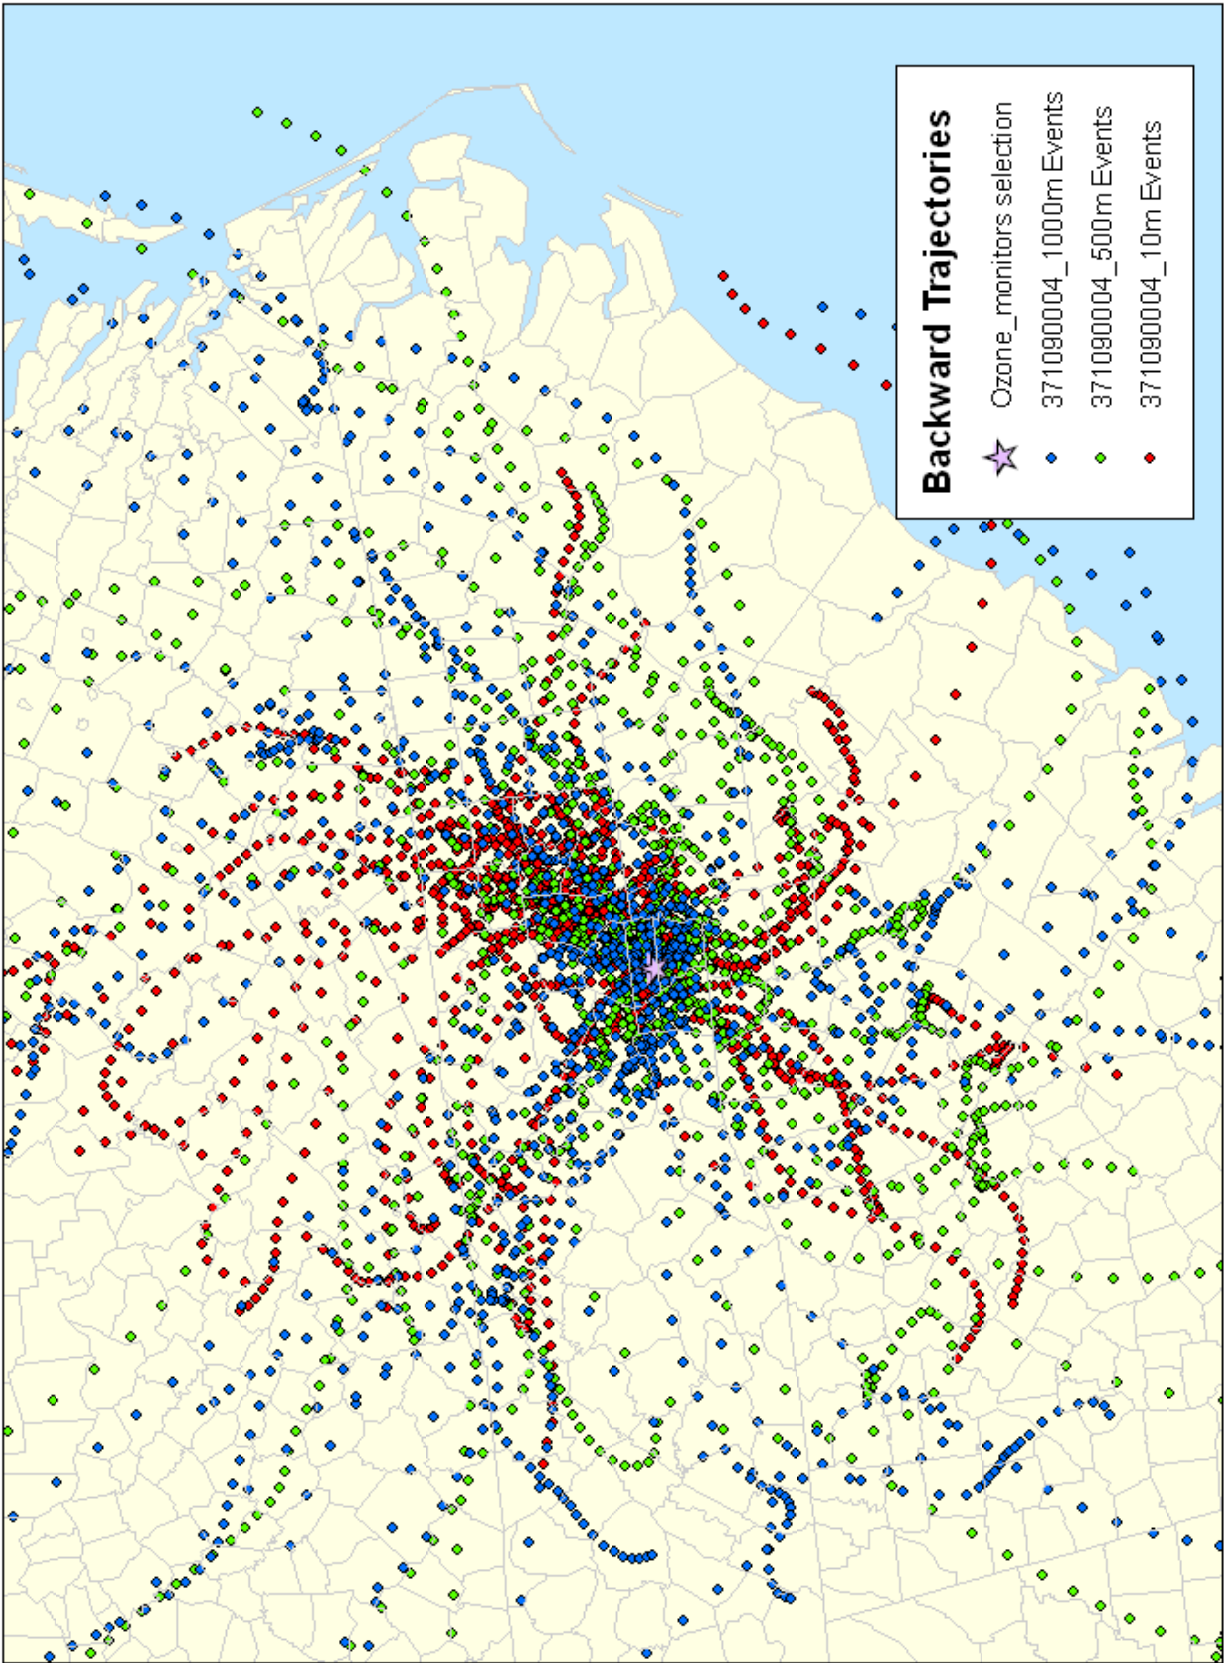 Backward Trajectories
Ozone_monitors selection
371090004_1000m Events
371090004_500m Events
371090004_10m Events